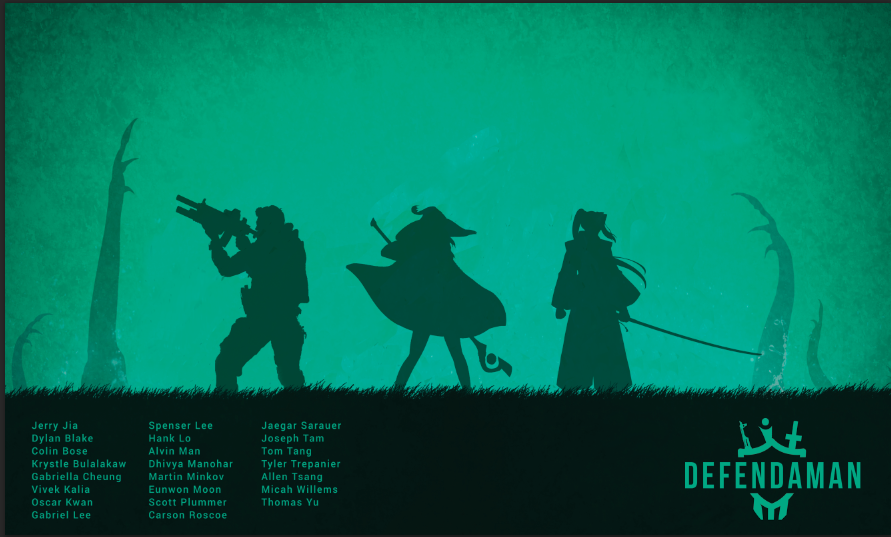 Jerry Jia
Dylan Blake
Colin Bose
Krystle Bulalakaw
Gabriella Cheung
Vivek Kalia
Oscar Kwan
Gabriel Lee
Spenser Lee
Hank Lo
Alvin Man
Dhivya Manohar
Martin Minkov
Eunwon Moon
Scott Plummer
Carson Roscoe
Jaegar Sarauer
Joseph Tam
Tom Tang
Tyler Trepanier
Allen Tsang
Micah Willems
Thomas Yu
DEFENDAMAN